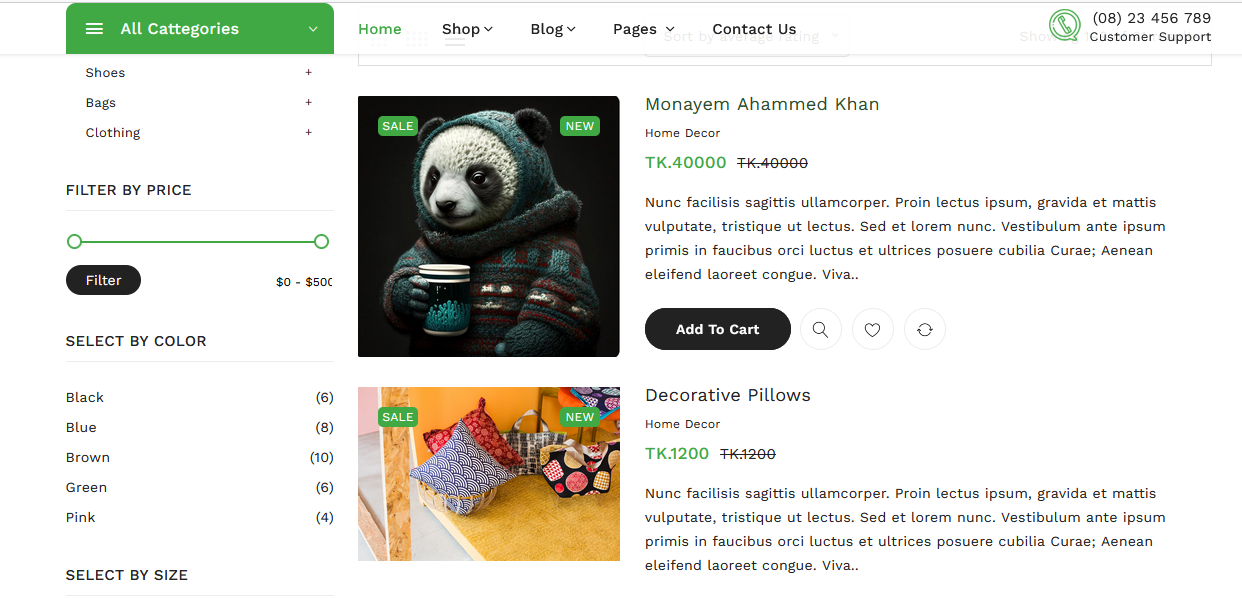 All Cattegories
Home
Shop
Blog
Pages
Contact Us
(08) 23 456 789
Customer Support
Sort by average rating
Shoes +
Bags +
Clothing +
FILTER BY PRICE
Filter
$0 - $500
SELECT BY COLOR
Black (6)
Blue (8)
Brown (10)
Green (6)
Pink (4)
SELECT BY SIZE
SALE
NEW
Monayem Ahammed Khan
Home Decor
TK.40000 TK.40000
Nunc facilisis sagittis ullamcorper. Proin lectus ipsum, gravida et mattis
vulputate, tristique ut lectus. Sed et lorem nunc. Vestibulum ante ipsum
primis in faucibus orci luctus et ultrices posuere cubilia Curae; Aenean
eleifend laoreet congue. Viva..
Add To Cart
SALE
NEW
Decorative Pillows
Home Decor
TK.1200 TK.1200
Nunc facilisis sagittis ullamcorper. Proin lectus ipsum, gravida et mattis
vulputate, tristique ut lectus. Sed et lorem nunc. Vestibulum ante ipsum
primis in faucibus orci luctus et ultrices posuere cubilia Curae; Aenean
eleifend laoreet congue. Viva..